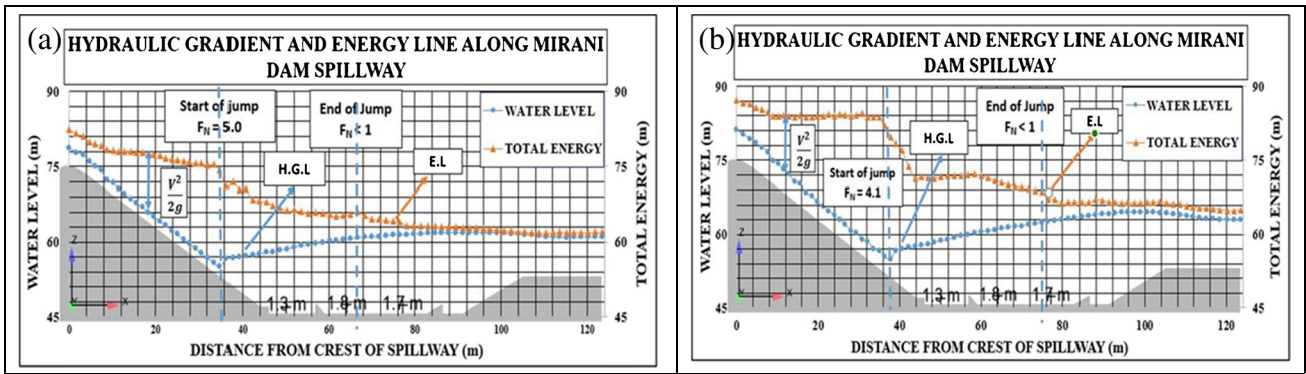 (a)
HYDRAULIC GRADIENT AND ENERGY LINE ALONG MIRANI
DAM SPILLWAY
90
75
60
45
WATER LEVEL (m)
Start of jump
F_N = 5.0
End of Jump
F_N < 1
WATER LEVEL
TOTAL ENERGY
V²
2g
H.G.L
E.L
Z
Y
X
1.3 m
1.8 m
1.7 m
90
75
60
45
TOTAL ENERGY (m)
0
20
40
60
80
100
120
DISTANCE FROM CREST OF SPILLWAY (m)
(b)
HYDRAULIC GRADIENT AND ENERGY LINE ALONG MIRANI
DAM SPILLWAY
90
75
60
45
WATER LEVEL (m)
End of Jump
F_N < 1
E.L
WATER LEVEL
TOTAL ENERGY
V²
2g
H.G.L
Start of jump
F_N = 4.1
Z
Y
X
1.3 m
1.8 m
1.7 m
90
75
60
45
TOTAL ENERGY (m)
0
20
40
60
80
100
120
DISTANCE FROM CREST OF SPILLWAY (m)